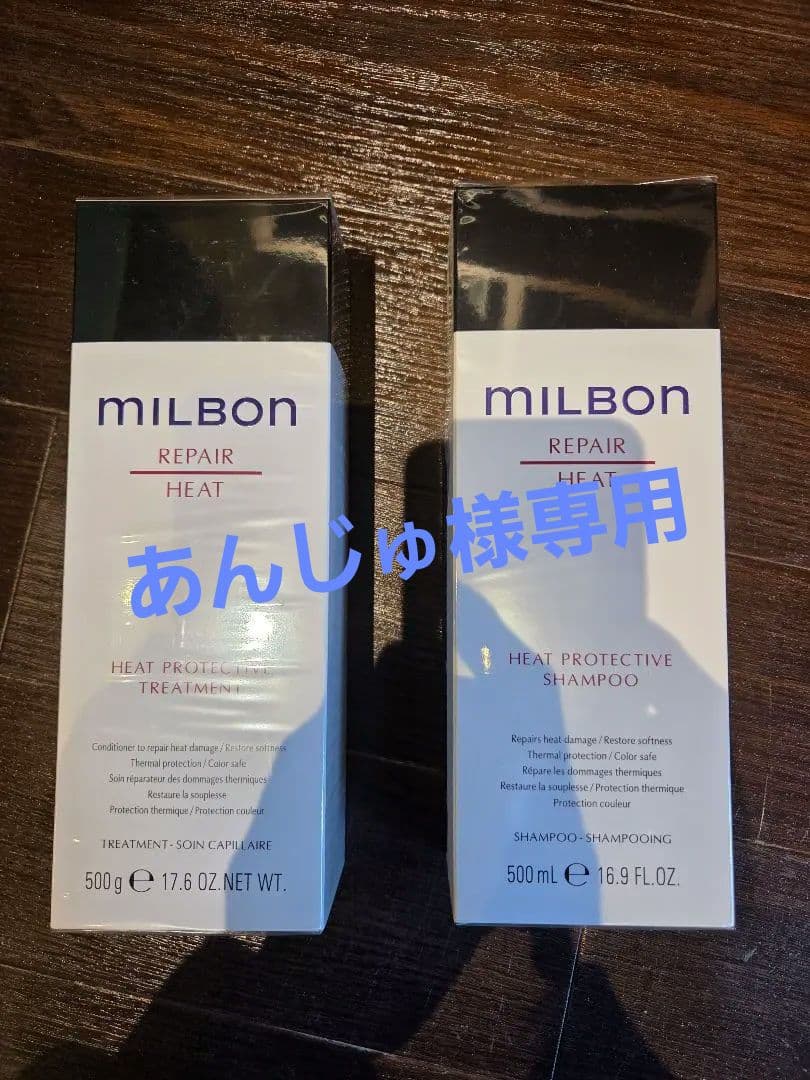 MILBON
REPAIR
HEAT
HEAT PROTECTIVE
TREATMENT
Conditioner to repair heat damage / Restore softness
Thermal protection / Color safe
Soin réparateur des dommages thermiques
Restaure la souplesse
Protection thermique / Protection couleur
TREATMENT - SOIN CAPILLAIRE
500 g e 17.6 OZ. NET WT.
MILBON
REPAIR
HEAT
HEAT PROTECTIVE
SHAMPOO
Repairs heat damage / Restore softness
Thermal protection / Color safe
Répare les dommages thermiques
Restaure la souplesse / Protection thermique
Protection couleur
SHAMPOO - SHAMPOOING
500 mL e 16.9 FL.OZ.
あんじゅ様専用